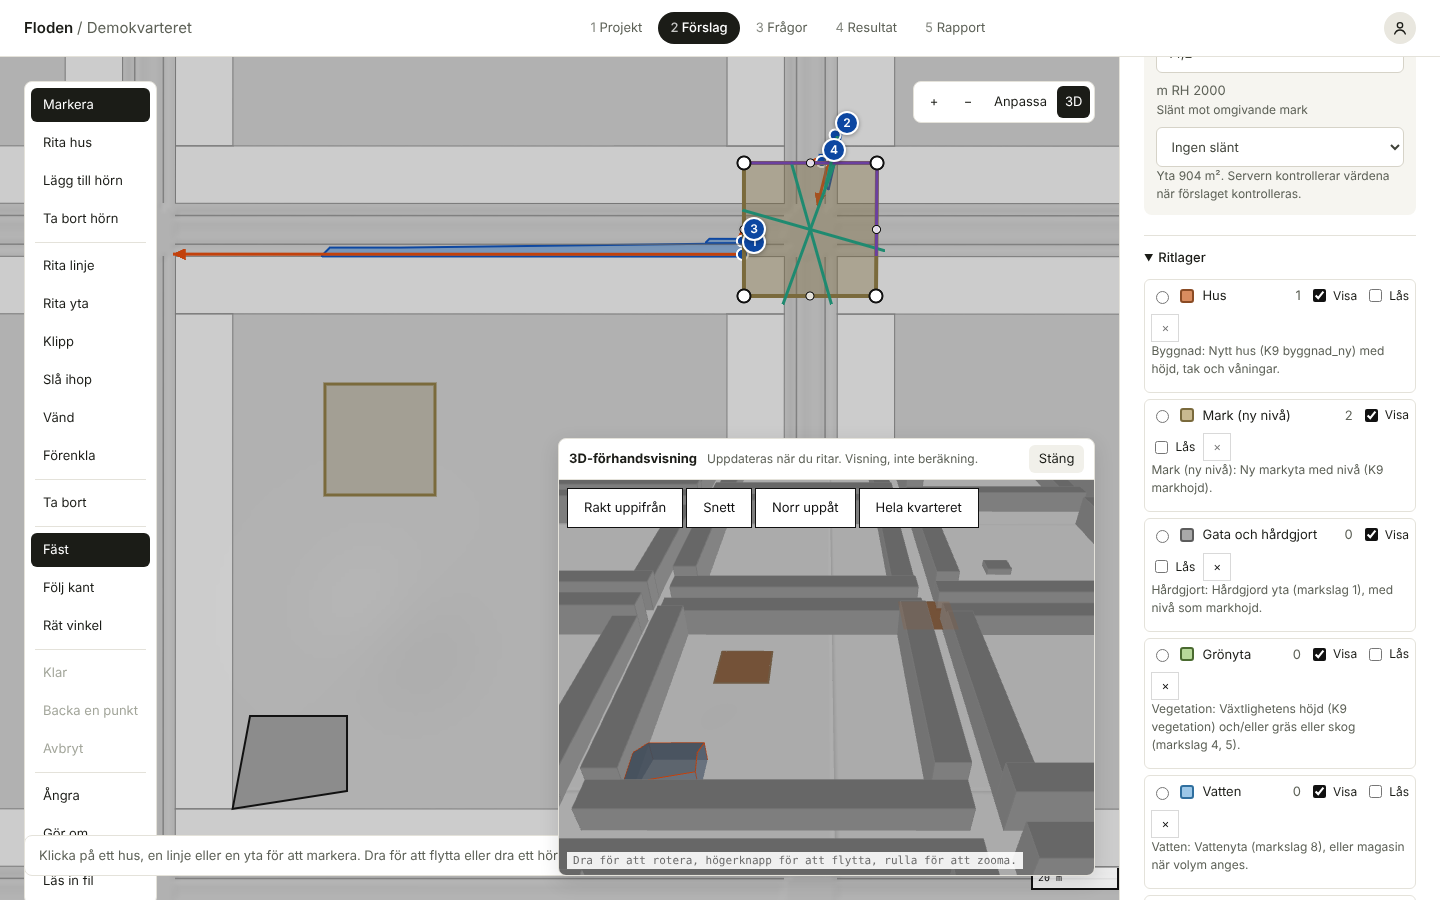 Floden / Demokvarteret
1 Projekt
2 Förslag
3 Frågor
4 Resultat
5 Rapport
Markera
Rita hus
Lägg till hörn
Ta bort hörn
Rita linje
Rita yta
Klipp
Slå ihop
Vänd
Förenkla
Ta bort
Fäst
Följ kant
Rät vinkel
Klar
Backa en punkt
Avbryt
Ångra
Gör om
Läs in fil
Klicka på ett hus, en linje eller en yta för att markera. Dra för att flytta eller dra ett hör
+
−
Anpassa
3D
2
4
3
1
3D-förhandsvisning
Uppdateras när du ritar. Visning, inte beräkning.
Stäng
Rakt uppifrån
Snett
Norr uppåt
Hela kvarteret
Dra för att rotera, högerknapp för att flytta, rulla för att zooma.
20 m
m RH 2000
Slänt mot omgivande mark
Ingen slänt
Yta 904 m². Servern kontrollerar värdena
när förslaget kontrolleras.
▼ Ritlager
Hus 1 Visa Lås
×
Byggnad: Nytt hus (K9 byggnad_ny) med
höjd, tak och våningar.
Mark (ny nivå) 2 Visa
Lås ×
Mark (ny nivå): Ny markyta med nivå (K9
markhojd).
Gata och hårdgjort 0 Visa
Lås ×
Hårdgjort: Hårdgjord yta (markslag 1), med
nivå som markhojd.
Grönyta 0 Visa Lås
×
Vegetation: Växtlighetens höjd (K9
vegetation) och/eller gräs eller skog
(markslag 4, 5).
Vatten 0 Visa Lås
×
Vatten: Vattenyta (markslag 8), eller magasin
när volym anges.